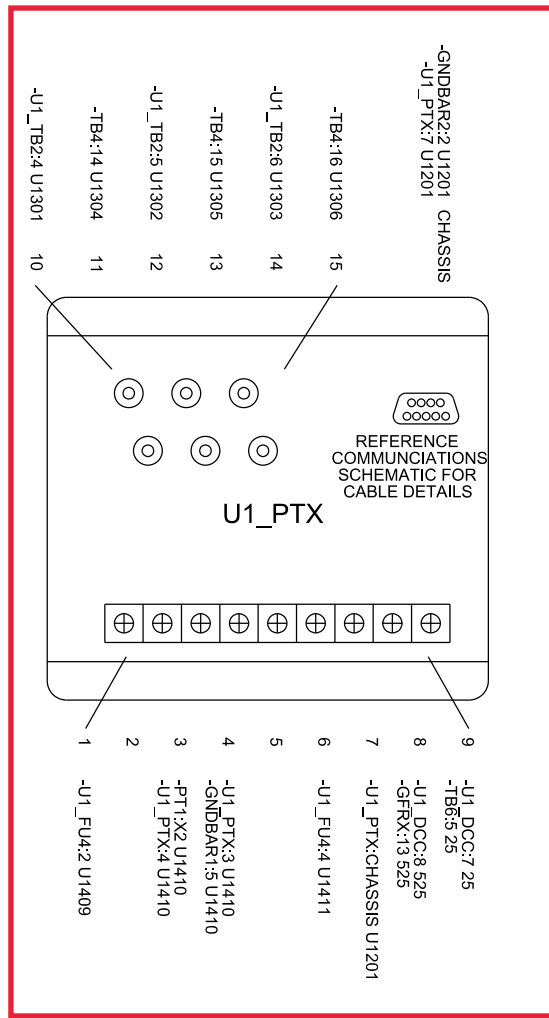 -U1_TB2:4 U1301 10
-TB4:14 U1304 11
-U1_TB2:5 U1302 12
-TB4:15 U1305 13
-U1_TB2:6 U1303 14
-TB4:16 U1306 15
-GNDBAR2:2 U1201 CHASSIS
-U1_PTX:7 U1201
REFERENCE
COMMUNCIATIONS
SCHEMATIC FOR
CABLE DETAILS
U1_PTX
1 -U1_FU4:2 U1409
2
3 -PT1:X2 U1410
-U1_PTX:4 U1410
4 -U1_PTX:3 U1410
-GNDBAR1:5 U1410
5
6 -U1_FU4:4 U1411
7 -U1_PTX:CHASSIS U1201
8 -U1_DCC:8 525
-GFRX:13 525
9 -U1_DCC:7 25
-TB6:5 25